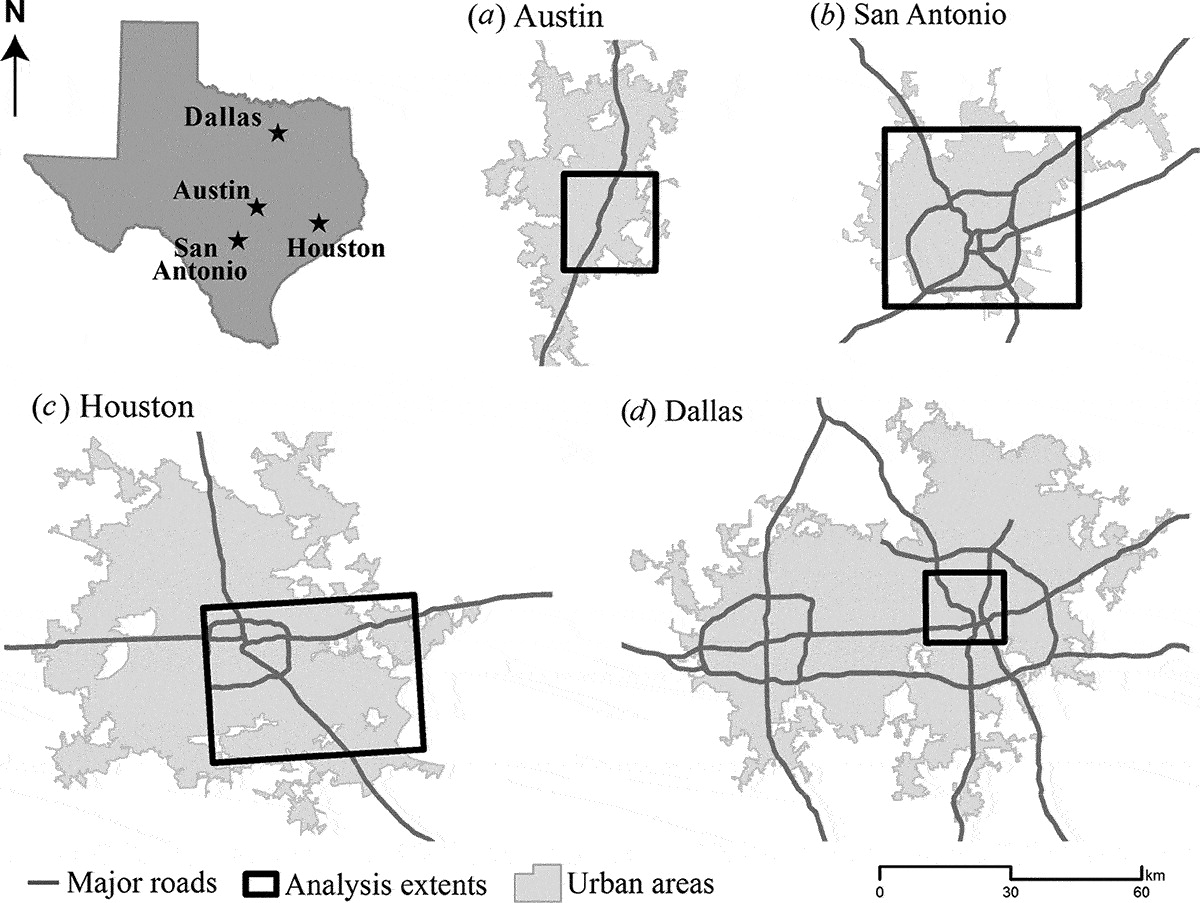 N
(a) Austin
(b) San Antonio
Dallas
Austin
San
Antonio
Houston
(c) Houston
(d) Dallas
Major roads
Analysis extents
Urban areas
km
0 30 60